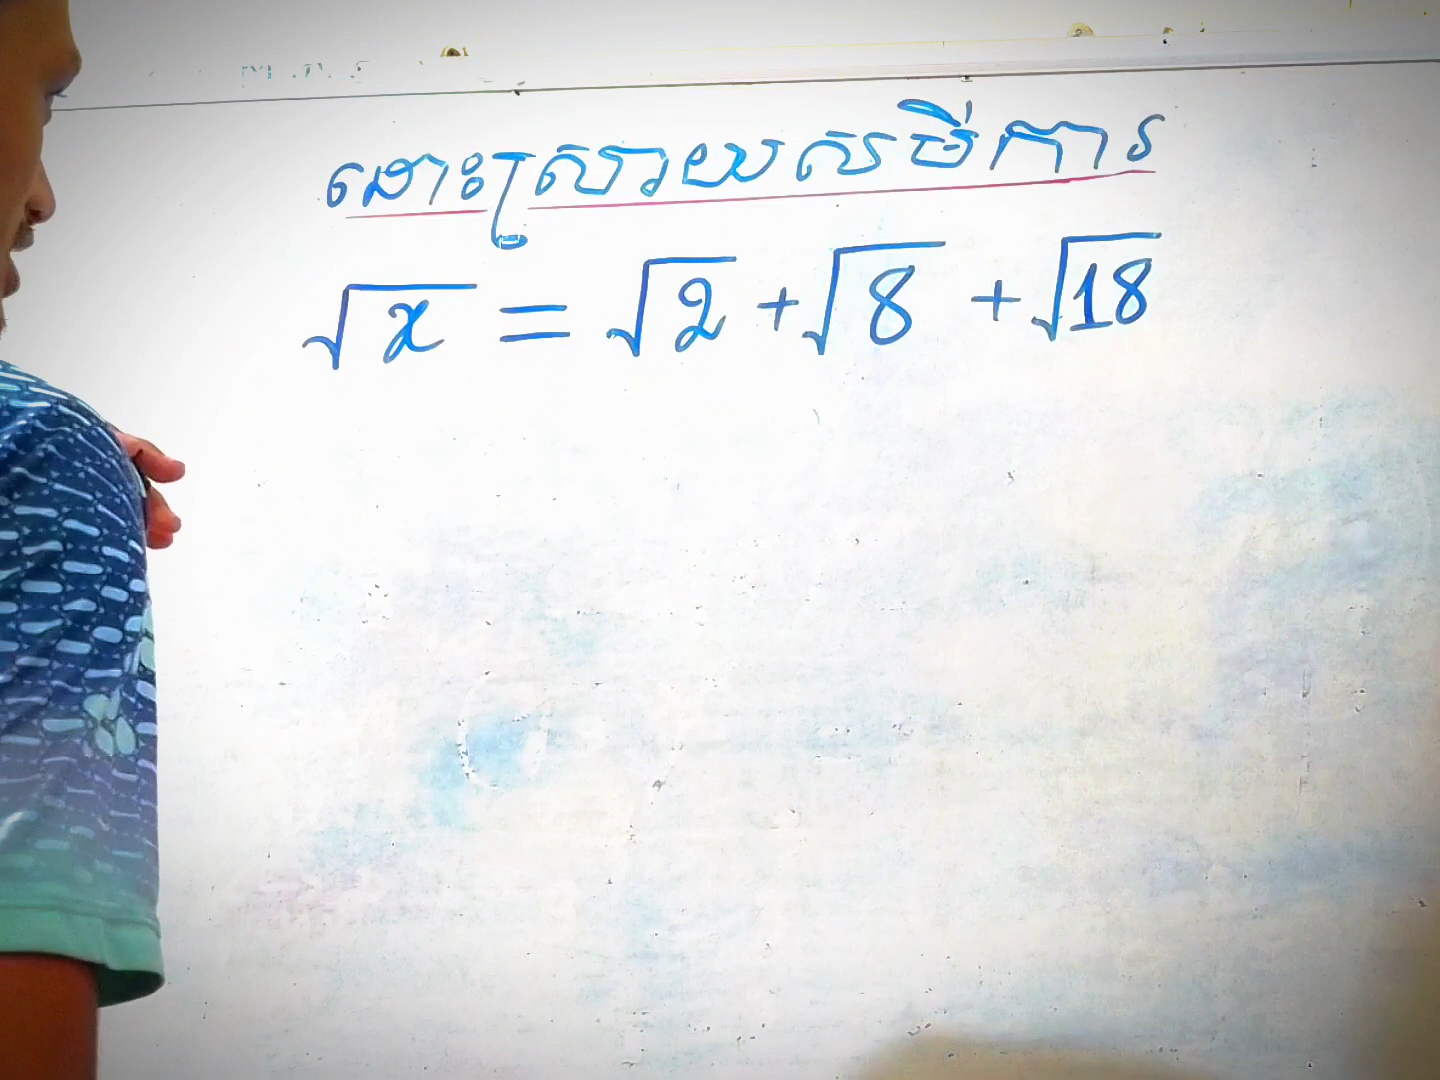 ដោះស្រាយសមីការ
√x = √2 + √8 + √18